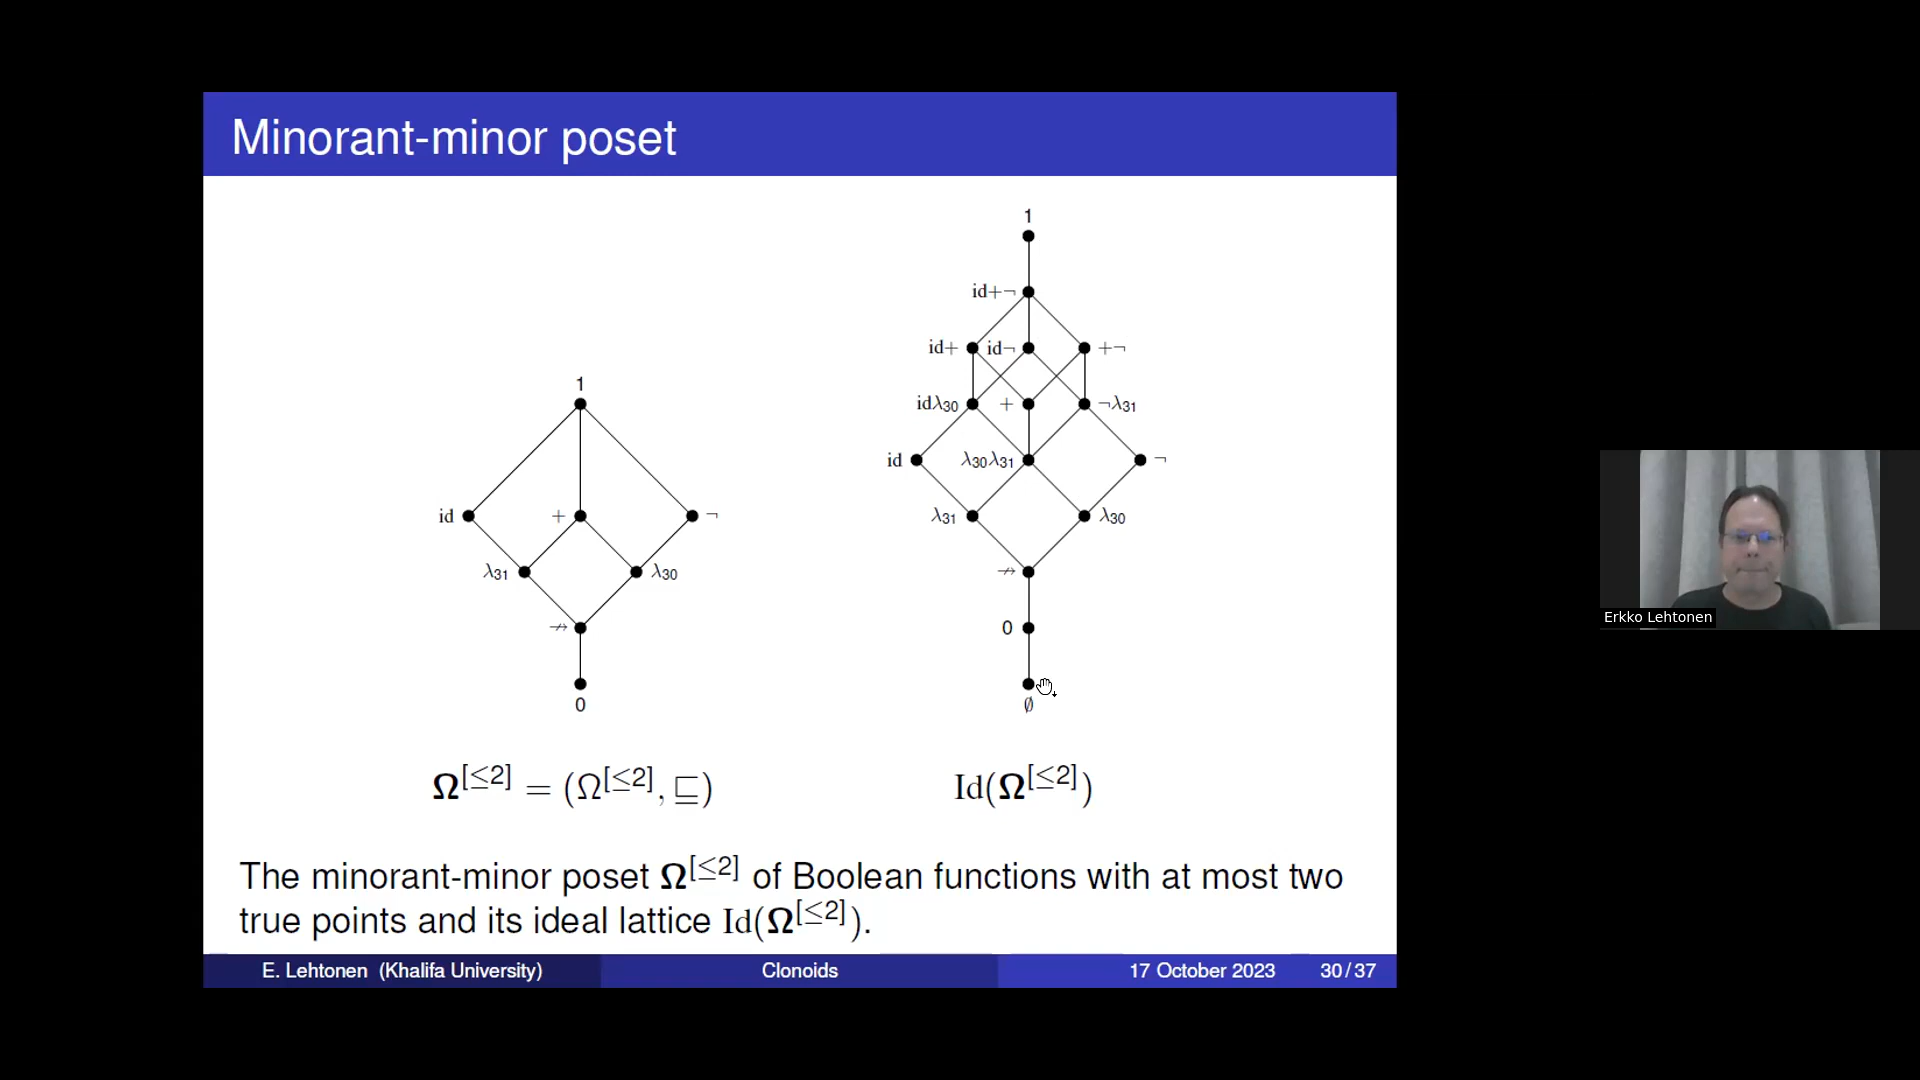 Minorant-minor poset
1
id + ¬
λ31 λ30
↛
0
1
id+¬
id+ id¬ +¬
idλ30 + ¬λ31
id λ30λ31 ¬
λ31 λ30
↛
0
∅
Ω[≤2] = (Ω[≤2], ⊑)
Id(Ω[≤2])
The minorant-minor poset Ω[≤2] of Boolean functions with at most two
true points and its ideal lattice Id(Ω[≤2]).
E. Lehtonen (Khalifa University) Clonoids 17 October 2023 30/37
Erkko Lehtonen